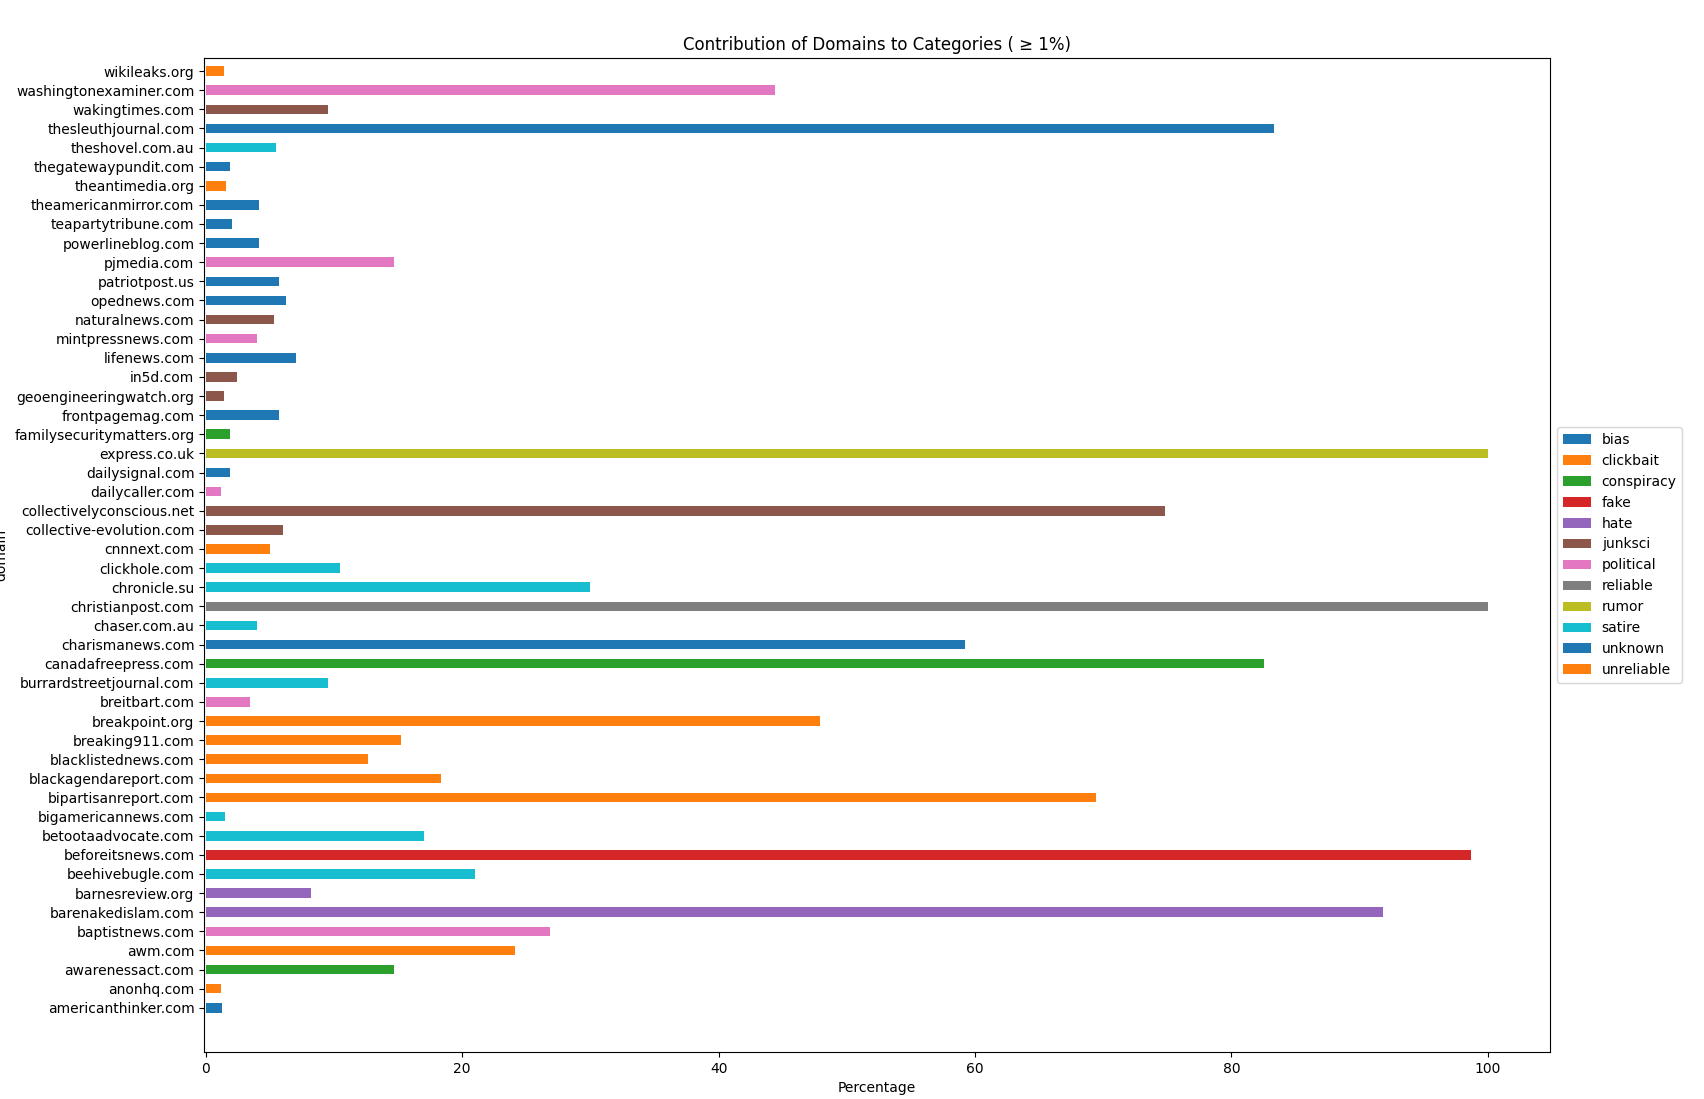 Contribution of Domains to Categories ( ≥ 1%)
wikileaks.org
washingtonexaminer.com
wakingtimes.com
thesleuthjournal.com
theshovel.com.au
thegatewaypundit.com
theantimedia.org
theamericanmirror.com
teapartytribune.com
powerlineblog.com
pjmedia.com
patriotpost.us
opednews.com
naturalnews.com
mintpressnews.com
lifenews.com
in5d.com
geoengineeringwatch.org
frontpagemag.com
familysecuritymatters.org
express.co.uk
dailysignal.com
dailycaller.com
collectivelyconscious.net
collective-evolution.com
cnnnext.com
clickhole.com
chronicle.su
christianpost.com
chaser.com.au
charismanews.com
canadafreepress.com
burrardstreetjournal.com
breitbart.com
breakpoint.org
breaking911.com
blacklistednews.com
blackagendareport.com
bipartisanreport.com
bigamericannews.com
betootaadvocate.com
beforeitsnews.com
beehivebugle.com
barnesreview.org
barenakedislam.com
baptistnews.com
awm.com
awarenessact.com
anonhq.com
americanthinker.com
domain
0 20 40 60 80 100
Percentage
bias
clickbait
conspiracy
fake
hate
junksci
political
reliable
rumor
satire
unknown
unreliable